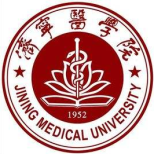 濟寧醫學院
1952
★ JINING MEDICAL UNIVERSITY ★